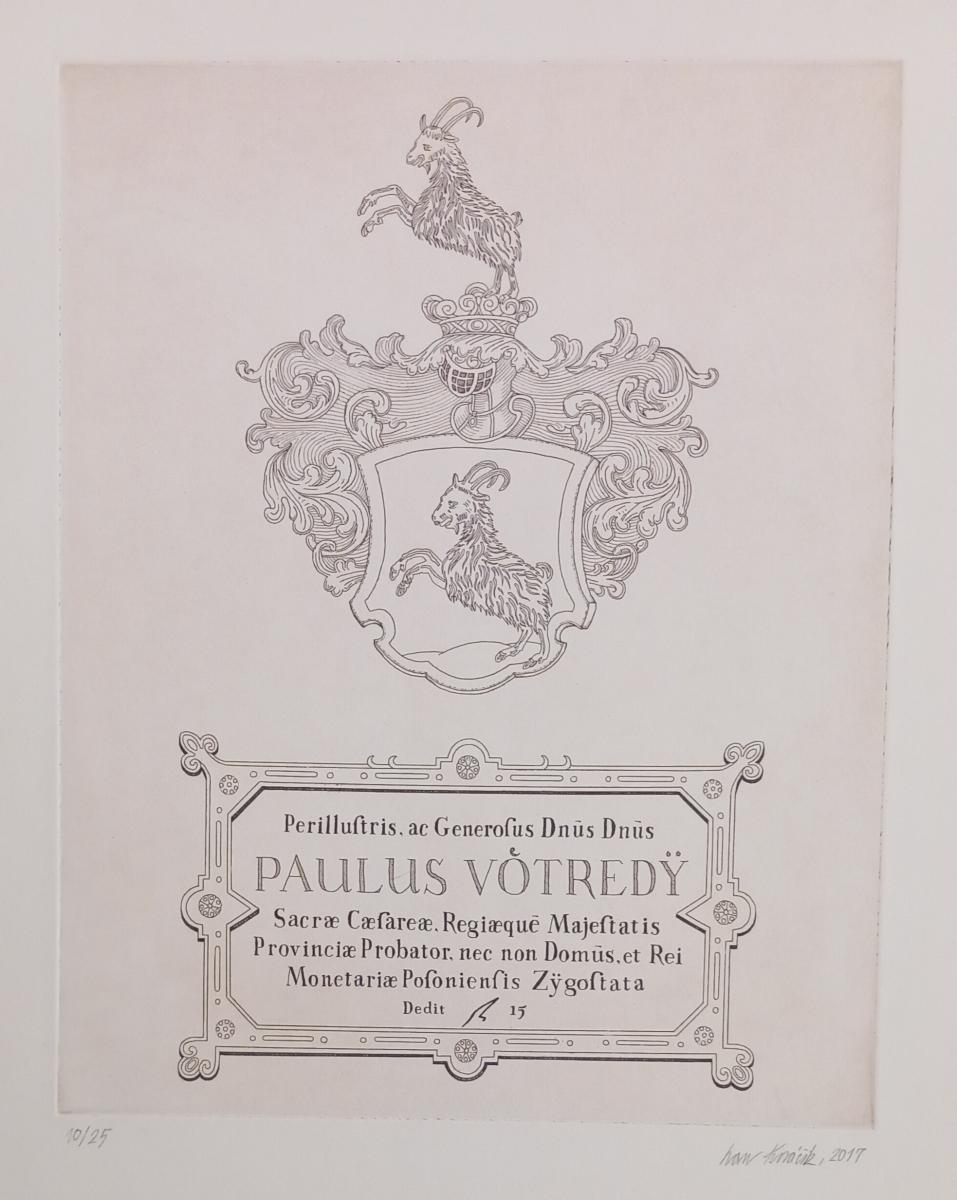 Perilluſtris, ac Generoſus Dnūs Dnūs
PAULUS VÒTREDŸ
Sacræ Cæſareæ, Regiæquē Majeſtatis
Provinciæ Probator, nec non Domūs, et Rei
Monetariæ Poſonienſis Zÿgoſtata
Dedit 15
10/25
, 2017